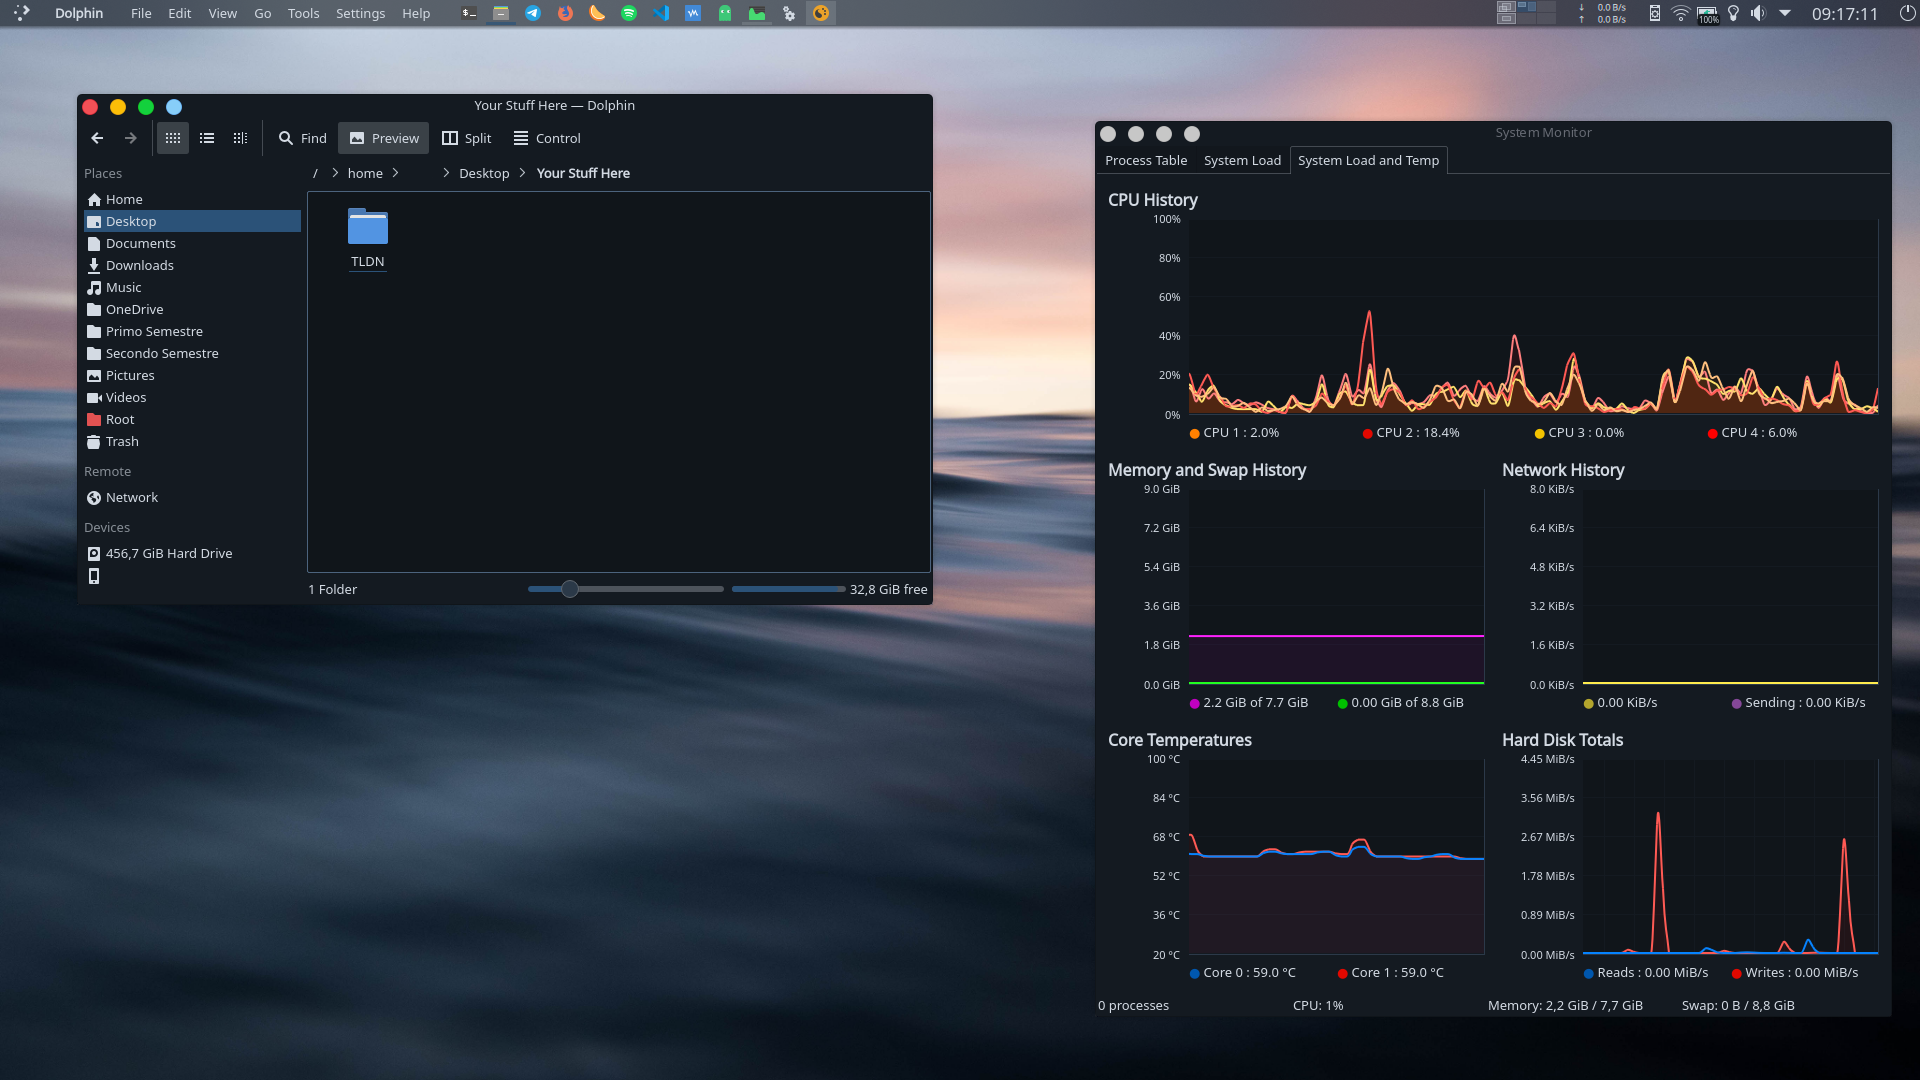 Dolphin File Edit View Go Tools Settings Help
0.0 B/s
0.0 B/s
100%
09:17:11
Your Stuff Here — Dolphin
Find Preview Split Control
Places
/ > home > > Desktop > Your Stuff Here
Home
Desktop
Documents
Downloads
Music
OneDrive
Primo Semestre
Secondo Semestre
Pictures
Videos
Root
Trash
Remote
Network
Devices
456,7 GiB Hard Drive
TLDN
1 Folder
32,8 GiB free
System Monitor
Process Table System Load System Load and Temp
CPU History
100%
80%
60%
40%
20%
0%
CPU 1 : 2.0% CPU 2 : 18.4% CPU 3 : 0.0% CPU 4 : 6.0%
Memory and Swap History
9.0 GiB
7.2 GiB
5.4 GiB
3.6 GiB
1.8 GiB
0.0 GiB
2.2 GiB of 7.7 GiB 0.00 GiB of 8.8 GiB
Network History
8.0 KiB/s
6.4 KiB/s
4.8 KiB/s
3.2 KiB/s
1.6 KiB/s
0.0 KiB/s
0.00 KiB/s Sending : 0.00 KiB/s
Core Temperatures
100 °C
84 °C
68 °C
52 °C
36 °C
20 °C
Core 0 : 59.0 °C Core 1 : 59.0 °C
Hard Disk Totals
4.45 MiB/s
3.56 MiB/s
2.67 MiB/s
1.78 MiB/s
0.89 MiB/s
0.00 MiB/s
Reads : 0.00 MiB/s Writes : 0.00 MiB/s
0 processes CPU: 1% Memory: 2,2 GiB / 7,7 GiB Swap: 0 B / 8,8 GiB